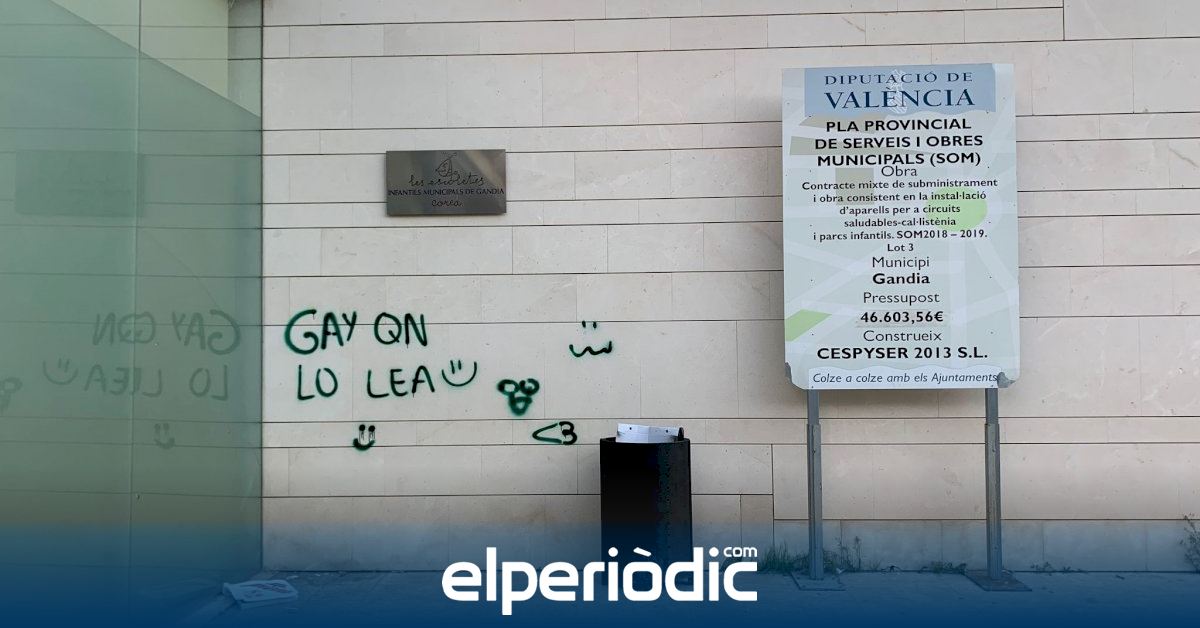 les escoletes
INFANTILS MUNICIPALS DE GANDIA
corea
GAY QN
LO LEA
<3
DIPUTACIÓ DE
VALÈNCIA
PLA PROVINCIAL
DE SERVEIS I OBRES
MUNICIPALS (SOM)
Obra
Contracte mixte de subministrament
i obra consistent en la instal·lació
d'aparells per a circuits
saludables-cal·listènia
i parcs infantils. SOM2018 – 2019.
Lot 3
Municipi
Gandia
Pressupost
46.603,56€
Construeix
CESPYSER 2013 S.L.
Colze a colze amb els Ajuntaments
elperiòdic.com